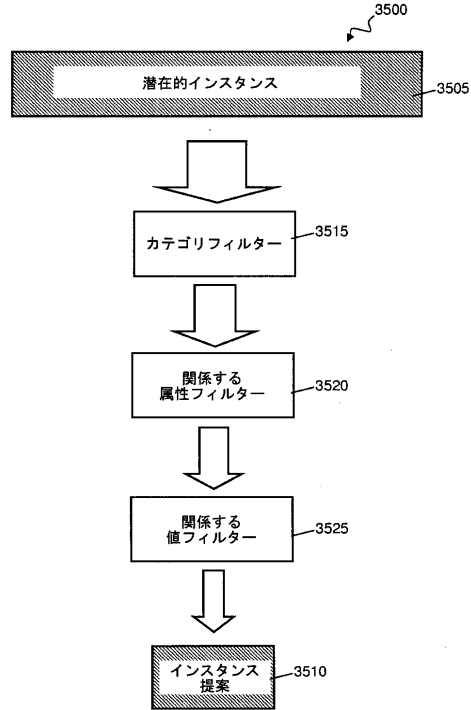 3500
潜在的インスタンス
3505
カテゴリフィルター
3515
関係する
属性フィルター
3520
関係する
値フィルター
3525
インスタンス
提案
3510